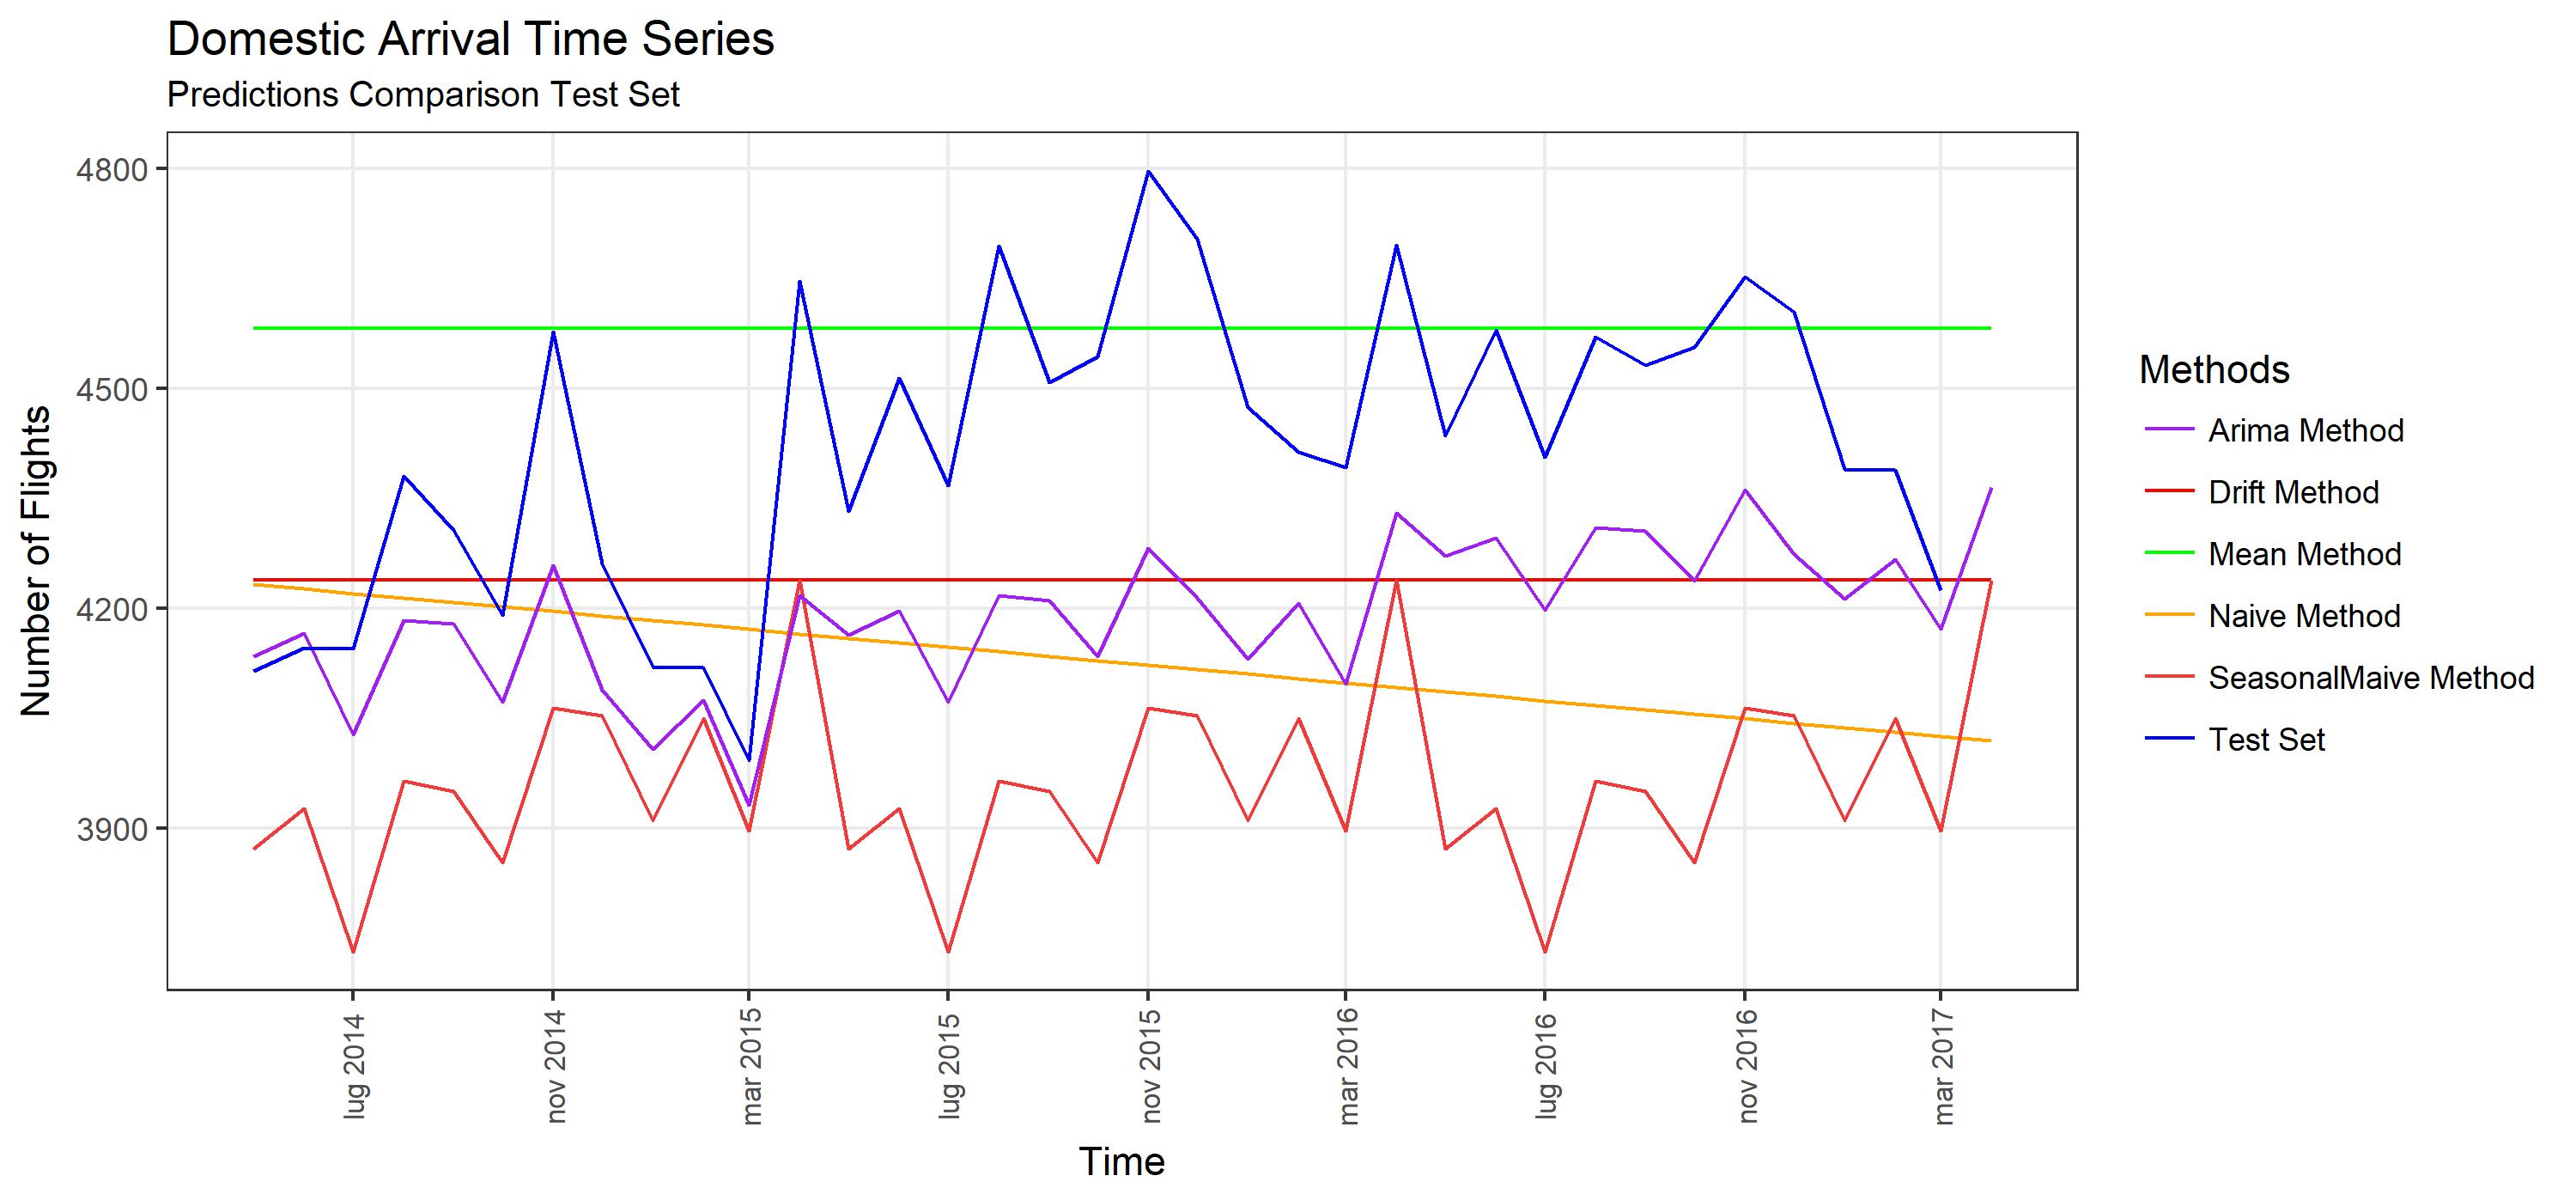 Domestic Arrival Time Series
Predictions Comparison Test Set
Number of Flights
4800
4500
4200
3900
lug 2014
nov 2014
mar 2015
lug 2015
nov 2015
mar 2016
lug 2016
nov 2016
mar 2017
Time
Methods
Arima Method
Drift Method
Mean Method
Naive Method
SeasonalMaive Method
Test Set